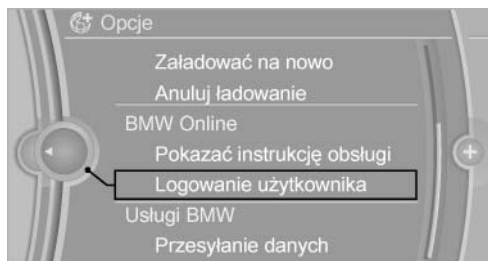 Opcje
Załadować na nowo
Anuluj ładowanie
BMW Online
Pokazać instrukcję obsługi
Logowanie użytkownika
Usługi BMW
Przesyłanie danych